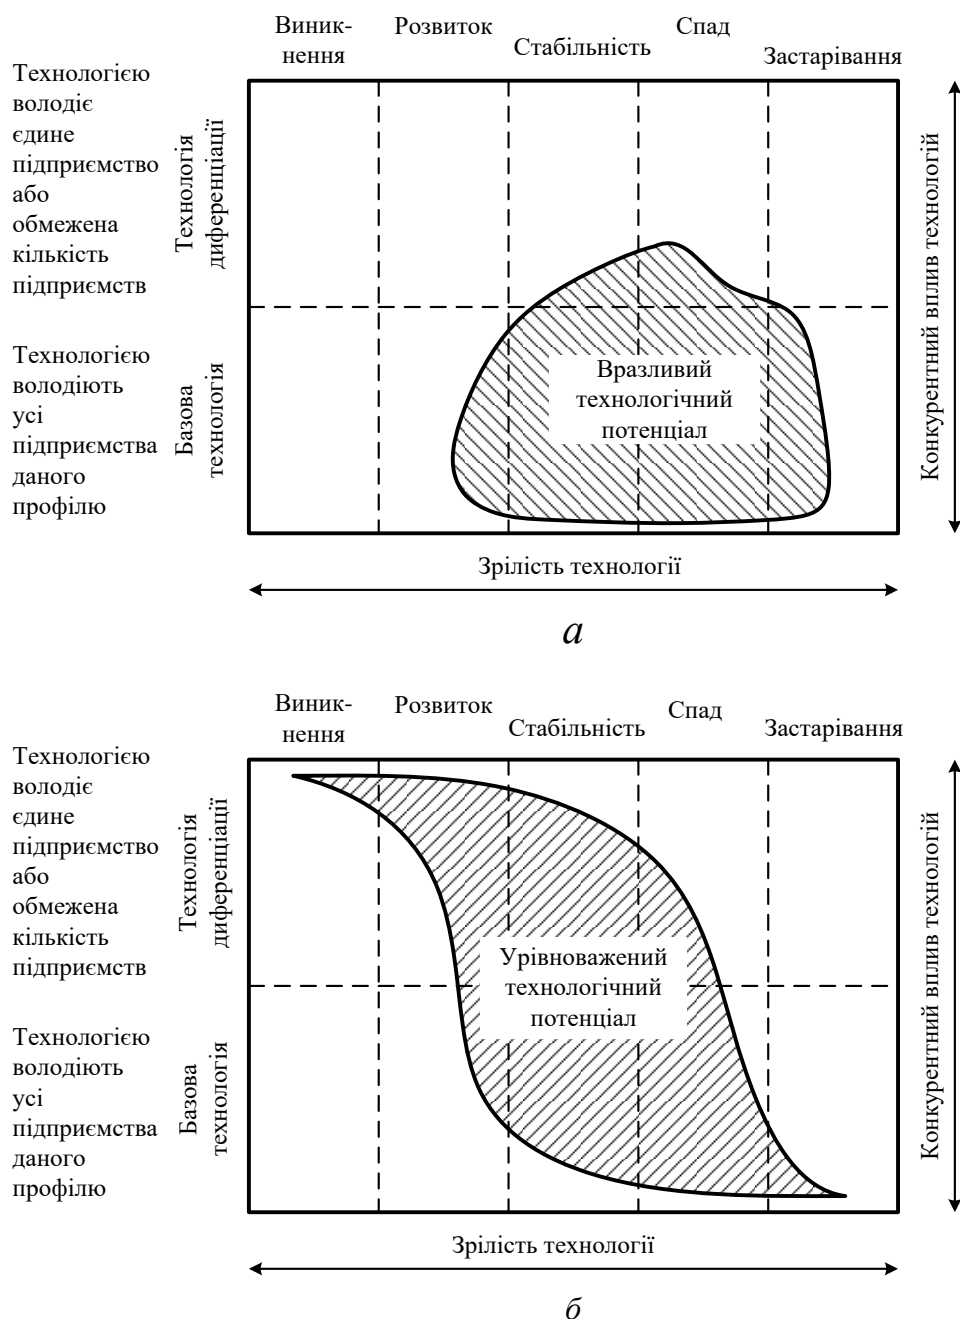 Виник-
нення
Розвиток
Стабільність
Спад
Застарівання
Технологією
володіє
єдине
підприємство
або
обмежена
кількість
підприємств
Технологія
диференціації
Технологією
володіють
усі
підприємства
даного
профілю
Базова
технологія
Вразливий
технологічний
потенціал
Конкурентний вплив технологій
Зрілість технології
а
Виник-
нення
Розвиток
Стабільність
Спад
Застарівання
Технологією
володіє
єдине
підприємство
або
обмежена
кількість
підприємств
Технологія
диференціації
Технологією
володіють
усі
підприємства
даного
профілю
Базова
технологія
Урівноважений
технологічний
потенціал
Конкурентний вплив технологій
Зрілість технології
б